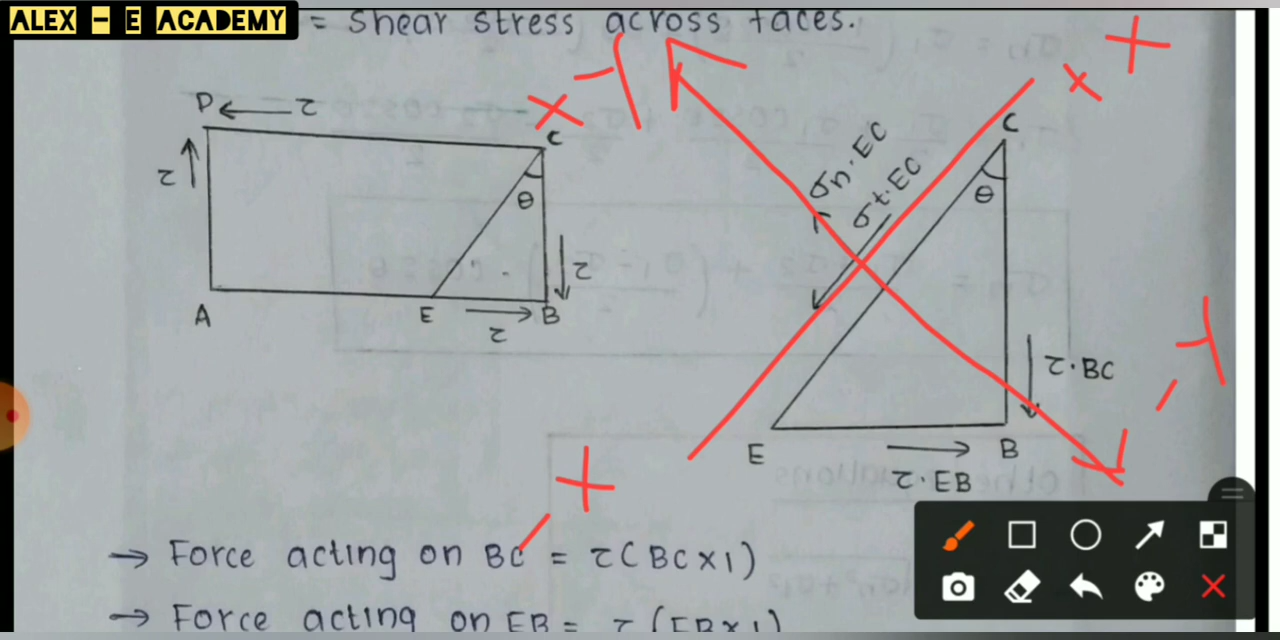 ALEX - E ACADEMY
= Shear stress across faces.
D ← τ
C
τ
θ
τ
A
E
B
τ
σn·EC
σt·EC
C
θ
τ·BC
E
B
τ·EB
x -y
x +
- y
+
→ Force acting on BC = τ(BC×1)
→ Force acting on EB = τ(EB×1)